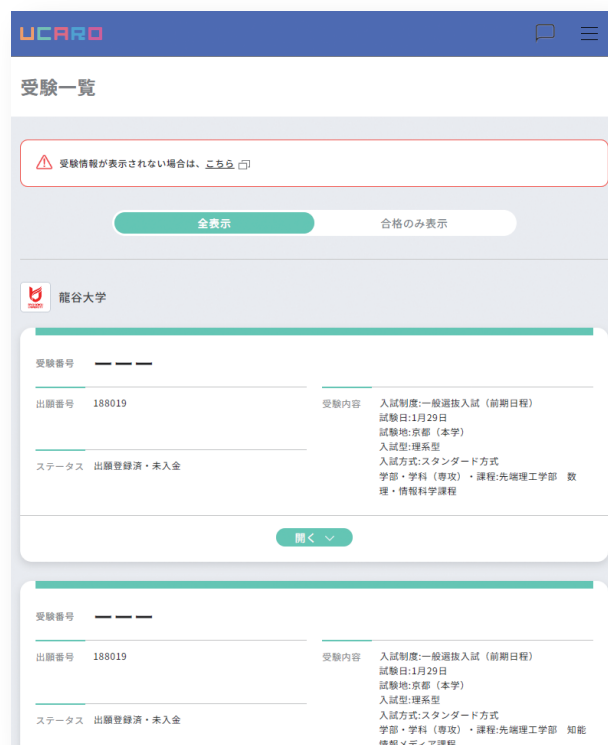 UCARO
受験一覧
受験情報が表示されない場合は、こちら
全表示
合格のみ表示
龍谷大学
受験番号 ー ー ー
出願番号 188019
ステータス 出願登録済・未入金
受験内容 入試制度:一般選抜入試（前期日程）
試験日:1月29日
試験地:京都（本学）
入試型:理系型
入試方式:スタンダード方式
学部・学科（専攻）・課程:先端理工学部　数
理・情報科学課程
開く
受験番号 ー ー ー
出願番号 188019
ステータス 出願登録済・未入金
受験内容 入試制度:一般選抜入試（前期日程）
試験日:1月29日
試験地:京都（本学）
入試型:理系型
入試方式:スタンダード方式
学部・学科（専攻）・課程:先端理工学部　知能
情報メディア課程